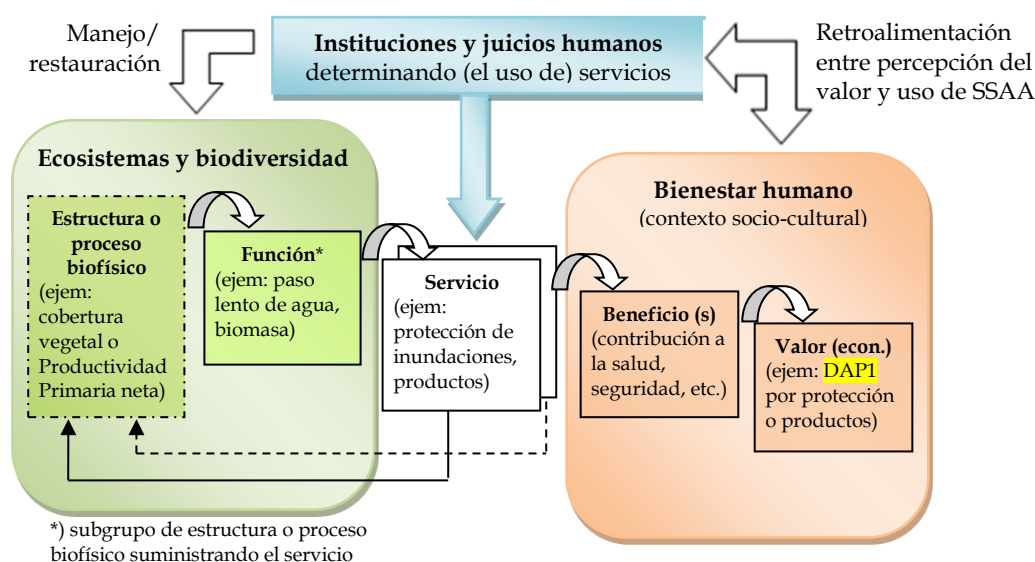 Manejo/
restauración
Instituciones y juicios humanos
determinando (el uso de) servicios
Retroalimentación
entre percepción del
valor y uso de SSAA
Ecosistemas y biodiversidad
Estructura o
proceso
biofísico
(ejem:
cobertura
vegetal o
Productividad
Primaria neta)
Función*
(ejem: paso
lento de agua,
biomasa)
Servicio
(ejem:
protección de
inundaciones,
productos)
Bienestar humano
(contexto socio-cultural)
Beneficio (s)
(contribución a
la salud,
seguridad, etc.)
Valor (econ.)
(ejem: DAP1
por protección
o productos)
*) subgrupo de estructura o proceso
biofísico suministrando el servicio